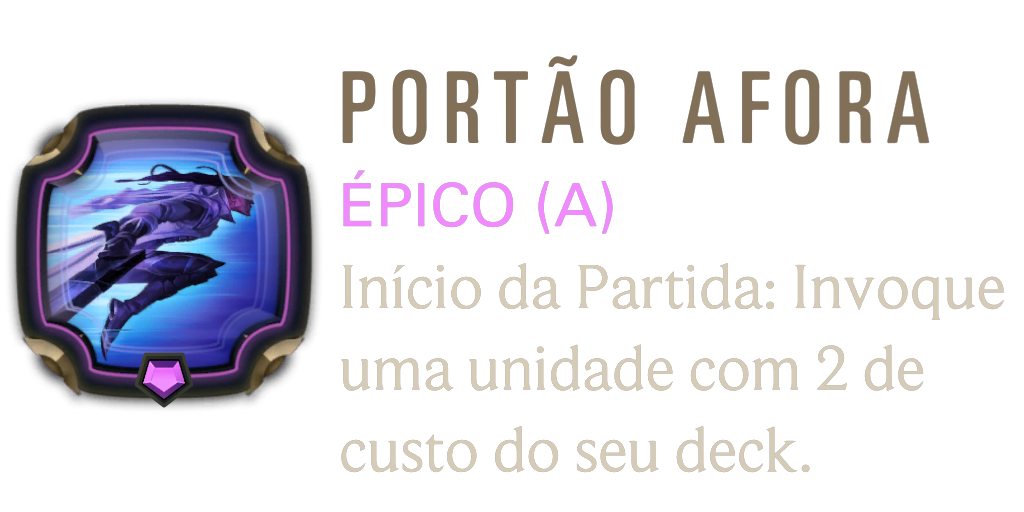 PORTÃO AFORA
ÉPICO (A)
Início da Partida: Invoque
uma unidade com 2 de
custo do seu deck.